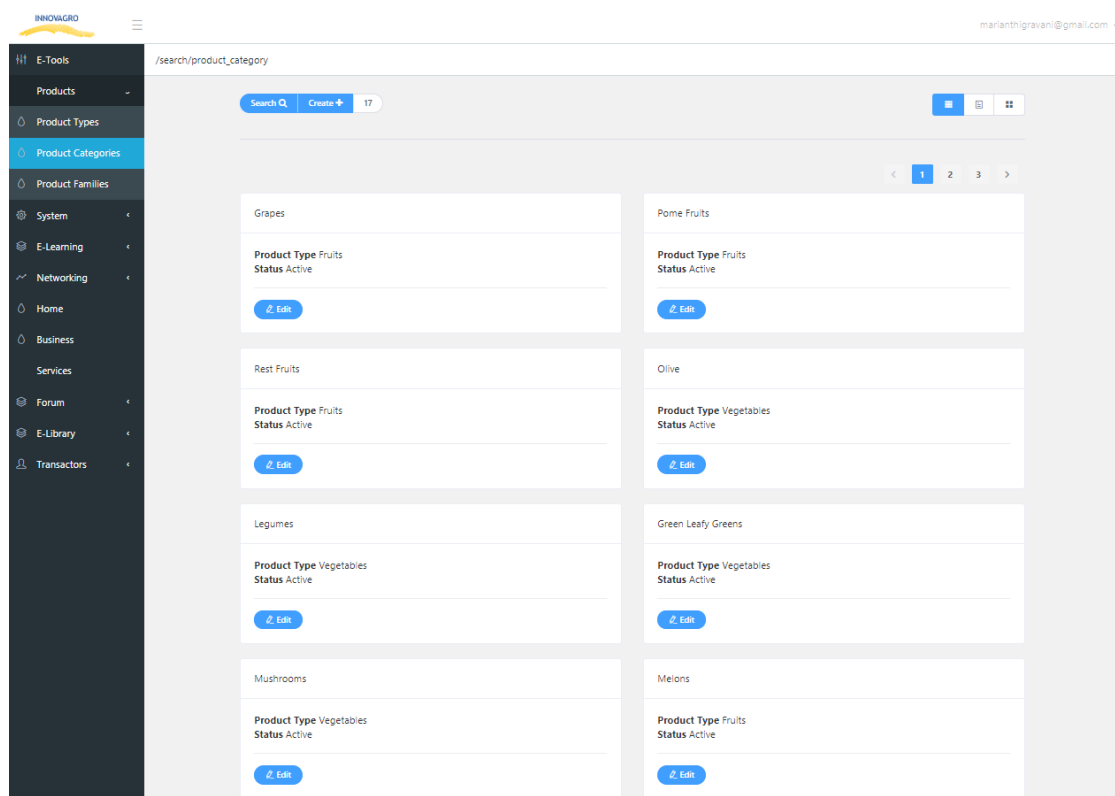 INNOVAGRO
marianthigravani@gmail.com
E-Tools
Products
Product Types
Product Categories
Product Families
System
E-Learning
Networking
Home
Business
Services
Forum
E-Library
Transactors
/search/product_category
Search Create + 17
< 1 2 3 >
Grapes
Product Type Fruits
Status Active
Edit
Pome Fruits
Product Type Fruits
Status Active
Edit
Rest Fruits
Product Type Fruits
Status Active
Edit
Olive
Product Type Vegetables
Status Active
Edit
Legumes
Product Type Vegetables
Status Active
Edit
Green Leafy Greens
Product Type Vegetables
Status Active
Edit
Mushrooms
Product Type Vegetables
Status Active
Edit
Melons
Product Type Fruits
Status Active
Edit